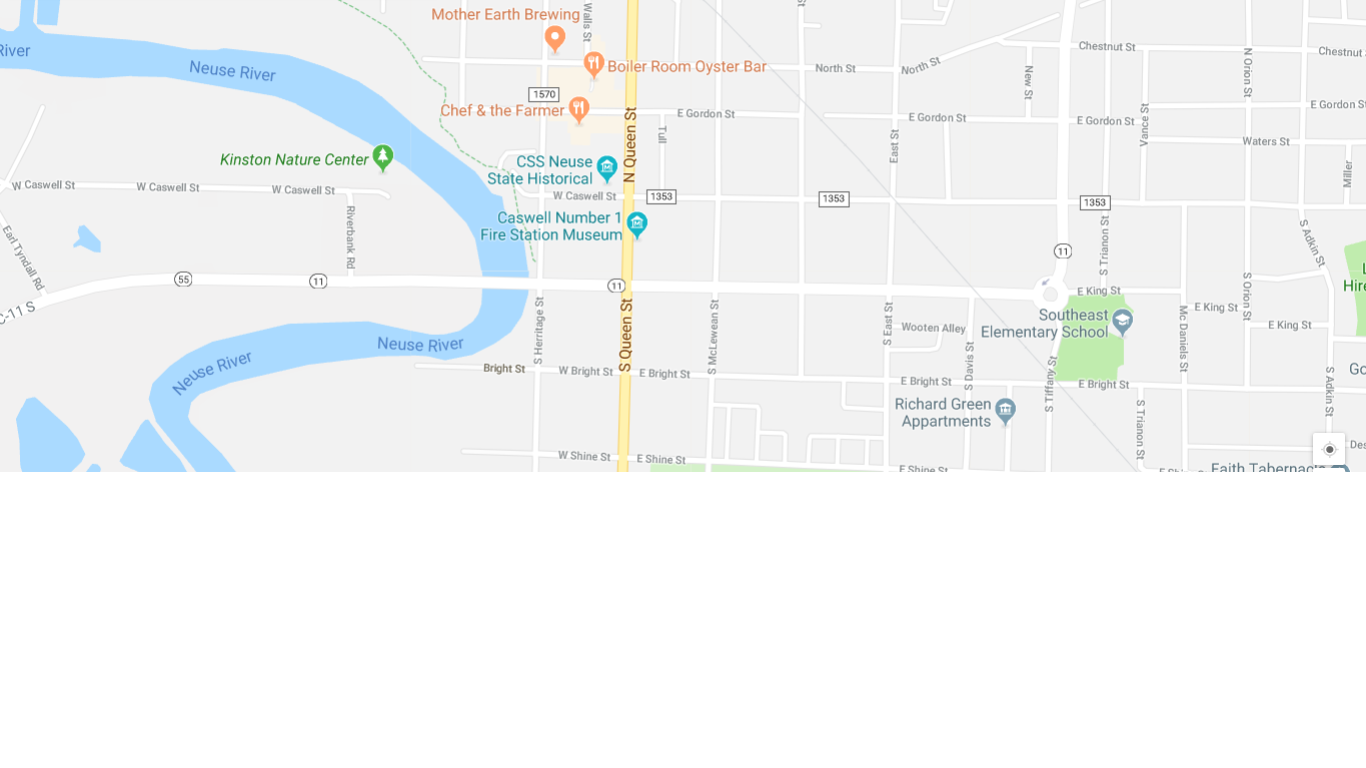 Mother Earth Brewing
Walls St
River
Neuse River
Boiler Room Oyster Bar
North St
North St
Chestnut St
Chestnut
New St
N Orion St
1570
Chef & the Farmer
E Gordon St
E Gordon St
E Gordon St
E Gordon St
Vance St
N Queen St
Tull
East St
Waters St
Miller
Kinston Nature Center
CSS Neuse
State Historical
W Caswell St
W Caswell St
W Caswell St
W Caswell St
1353
1353
1353
Riverbank Rd
Earl Tyndall Rd
Caswell Number 1
Fire Station Museum
S Trianon St
S Adkin St
11
55
11
11
C-11 S
E King St
E King St
E King St
Hire
S Orion St
S Herritage St
S Queen St
S McLewean St
S East St
Wooten Alley
S Davis St
Southeast
Elementary School
Mc Daniels St
Neuse River
Neuse River
Bright St
W Bright St
E Bright St
E Bright St
E Bright St
S Tiffany St
S Trianon St
S Adkin St
Go
Richard Green
Appartments
W Shine St
E Shine St
E Shine St
Des
Faith Tabernacle